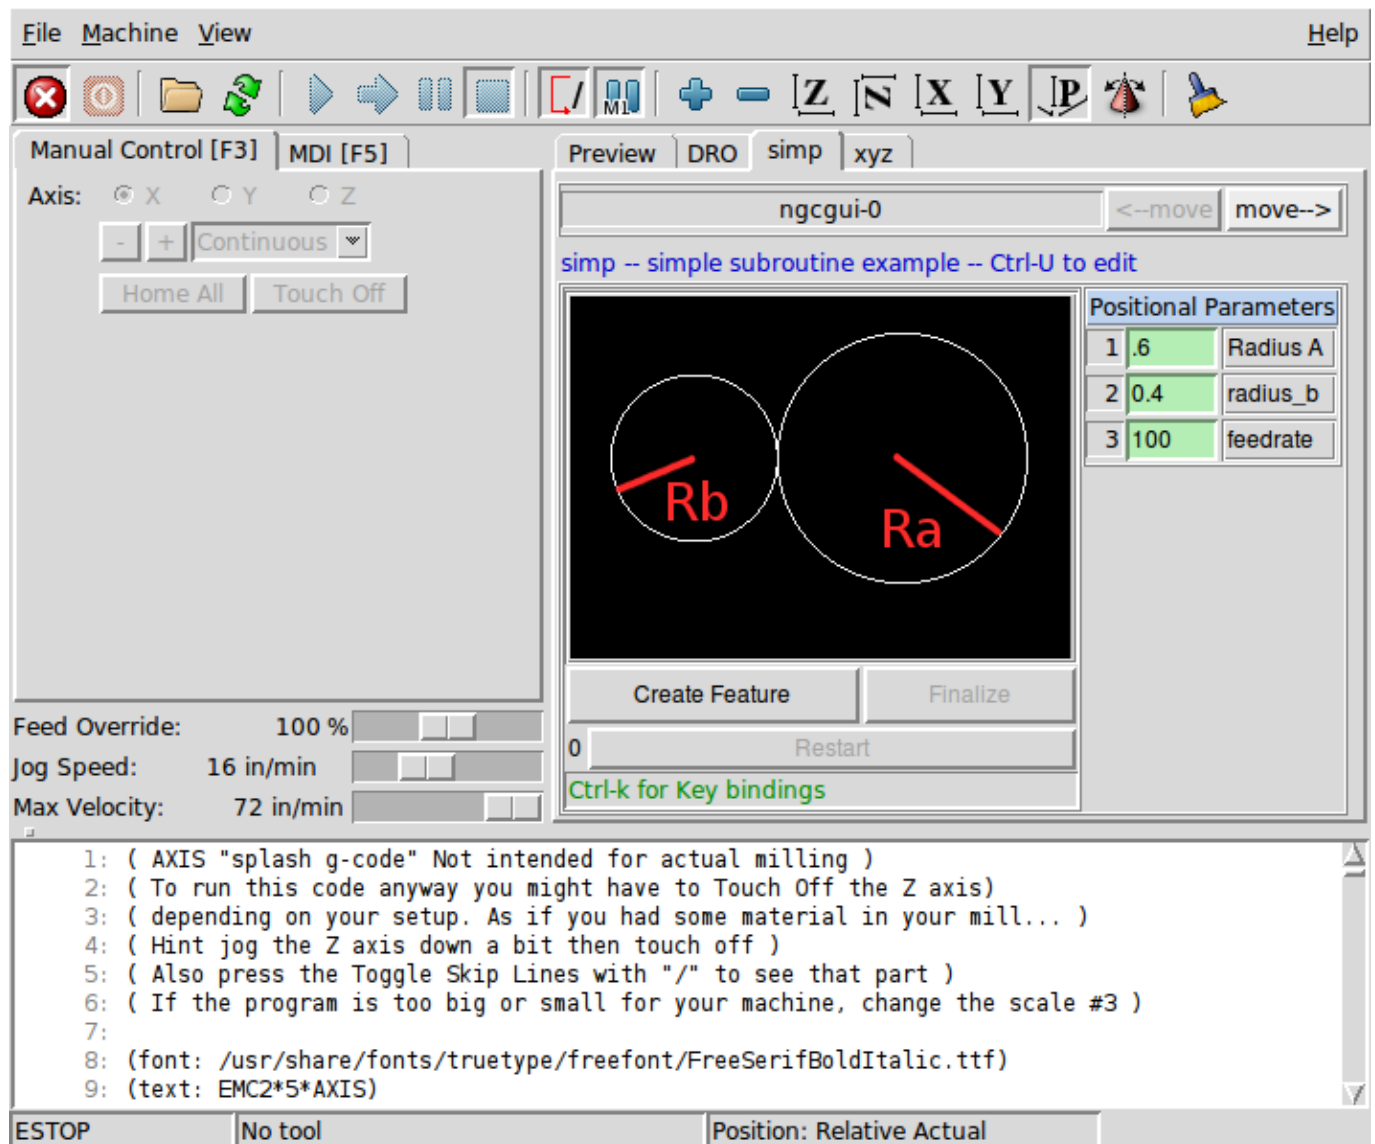 File Machine View Help
M1 Z N X Y P
Manual Control [F3] MDI [F5]
Preview DRO simp xyz
Axis: X Y Z
- + Continuous
Home All Touch Off
ngcgui-0 <--move move-->
simp -- simple subroutine example -- Ctrl-U to edit
Rb
Ra
Positional Parameters
1 .6 Radius A
2 0.4 radius_b
3 100 feedrate
Create Feature Finalize
0 Restart
Ctrl-k for Key bindings
Feed Override: 100 %
Jog Speed: 16 in/min
Max Velocity: 72 in/min
1: ( AXIS "splash g-code" Not intended for actual milling )
2: ( To run this code anyway you might have to Touch Off the Z axis)
3: ( depending on your setup. As if you had some material in your mill... )
4: ( Hint jog the Z axis down a bit then touch off )
5: ( Also press the Toggle Skip Lines with "/" to see that part )
6: ( If the program is too big or small for your machine, change the scale #3 )
7:
8: (font: /usr/share/fonts/truetype/freefont/FreeSerifBoldItalic.ttf)
9: (text: EMC2*5*AXIS)
ESTOP No tool Position: Relative Actual